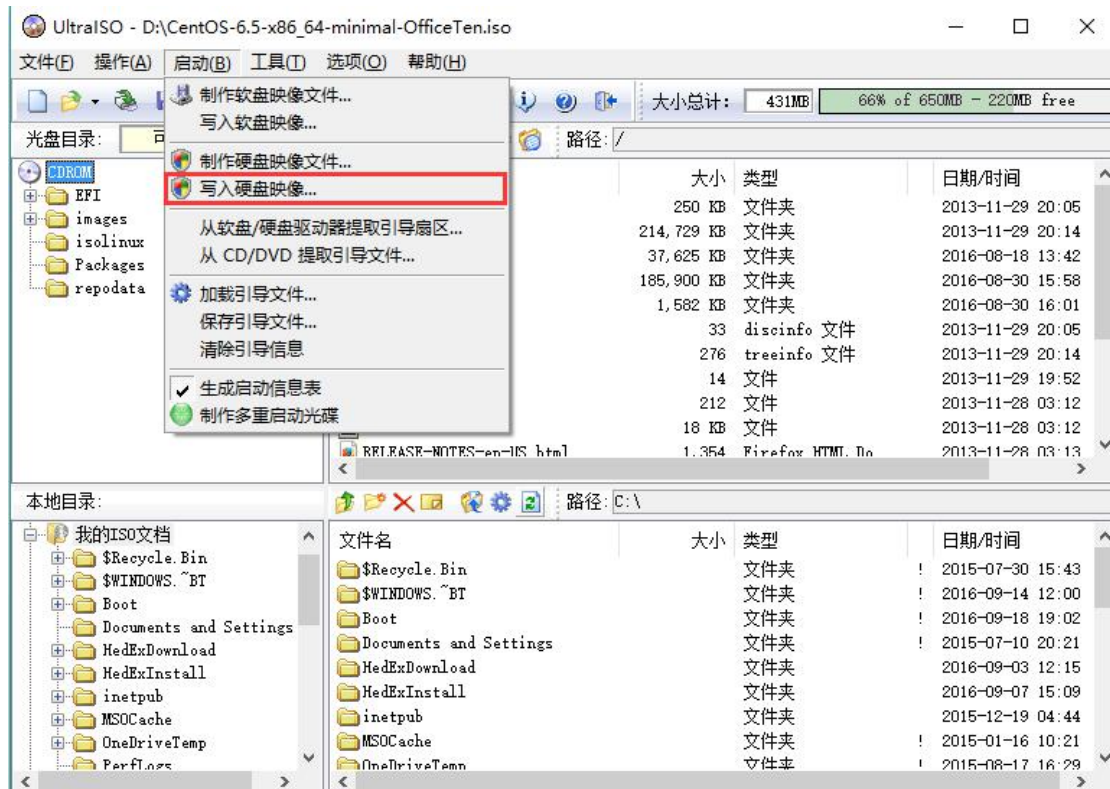 UltraISO - D:\CentOS-6.5-x86_64-minimal-OfficeTen.iso
文件(F) 操作(A) 启动(B) 工具(T) 选项(O) 帮助(H)
大小总计: 431MB 66% of 650MB - 220MB free
光盘目录: 可 路径: /
制作软盘映像文件...
写入软盘映像...
制作硬盘映像文件...
写入硬盘映像...
从软盘/硬盘驱动器提取引导扇区...
从 CD/DVD 提取引导文件...
加载引导文件...
保存引导文件...
清除引导信息
生成启动信息表
制作多重启动光碟
CDROM
EFI
images
isolinux
Packages
repodata
大小 类型 日期/时间
250 KB 文件夹 2013-11-29 20:05
214,729 KB 文件夹 2013-11-29 20:14
37,625 KB 文件夹 2016-08-18 13:42
185,900 KB 文件夹 2016-08-30 15:58
1,582 KB 文件夹 2016-08-30 16:01
33 discinfo 文件 2013-11-29 20:05
276 treeinfo 文件 2013-11-29 20:14
14 文件 2013-11-29 19:52
212 文件 2013-11-28 03:12
18 KB 文件 2013-11-28 03:12
RELEASE-NOTES-en-US.html 1,354 Firefox HTML Do 2013-11-28 03:13
本地目录: 路径: C:\
我的ISO文档
$Recycle.Bin
$WINDOWS.~BT
Boot
Documents and Settings
HedExDownload
HedExInstall
inetpub
MSOCache
OneDriveTemp
PerfLogs
文件名 大小 类型 日期/时间
$Recycle.Bin 文件夹 ! 2015-07-30 15:43
$WINDOWS.~BT 文件夹 ! 2016-09-14 12:00
Boot 文件夹 ! 2016-09-18 19:02
Documents and Settings 文件夹 ! 2015-07-10 20:21
HedExDownload 文件夹 2016-09-03 12:15
HedExInstall 文件夹 2016-09-07 15:09
inetpub 文件夹 2015-12-19 04:44
MSOCache 文件夹 ! 2015-01-16 10:21
OneDriveTemp 文件夹 ! 2015-08-17 16:29